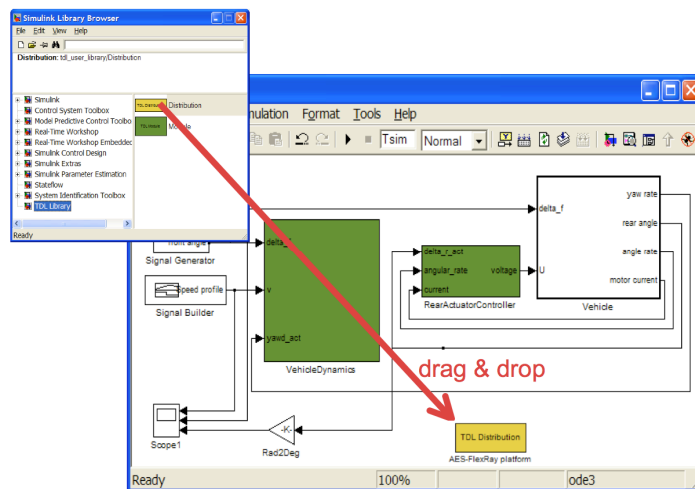 Simulink Library Browser
File Edit View Help
Distribution: tdl_user_library/Distribution
Simulink
Control System Toolbox
Model Predictive Control Toolbo
Real-Time Workshop
Real-Time Workshop Embedded
Simulink Control Design
Simulink Extras
Simulink Parameter Estimation
Stateflow
System Identification Toolbox
TDL Library
Distribution
Module
Ready
mulation Format Tools Help
Tsim
Normal
front angle
Signal Generator
Speed profile
Signal Builder
delta_f
v
yawd_act
VehicleDynamics
delta_r_act
angular_rate
current
voltage
RearActuatorController
delta_f
U
yaw rate
rear angle
angle rate
motor current
Vehicle
drag & drop
Scope1
-K-
Rad2Deg
TDL Distribution
AES-FlexRay platform
Ready
100%
ode3